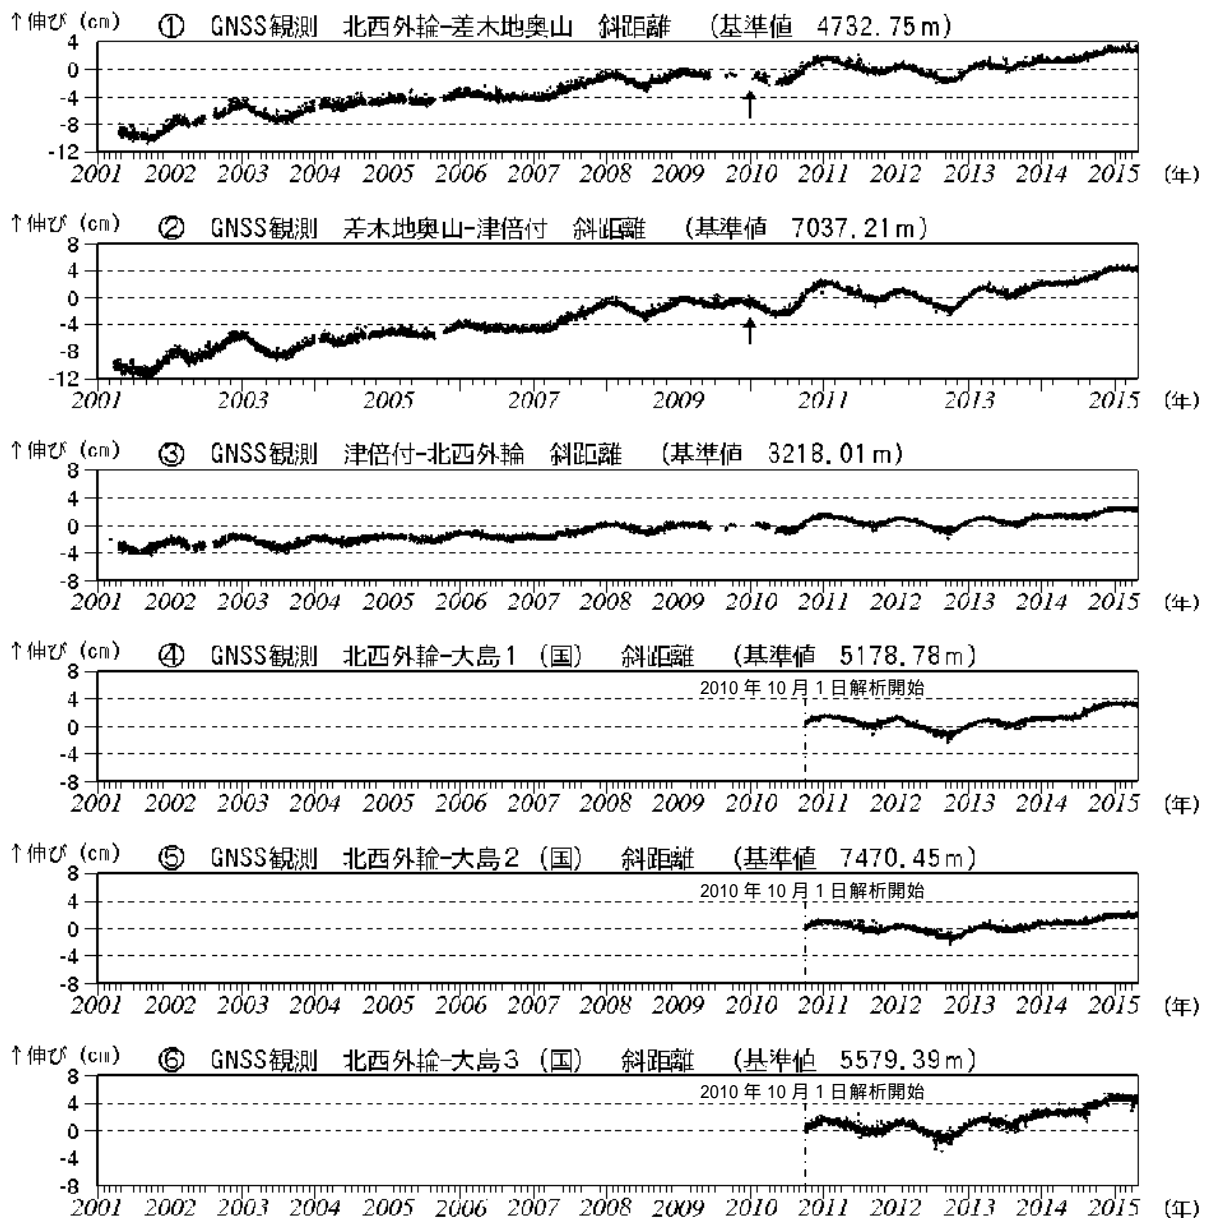 ↑伸び (cm) ① GNSS観測 北西外輪-差木地奥山 斜距離 (基準値 4732.75m)
4
0
-4
-8
-12
2001 2002 2003 2004 2005 2006 2007 2008 2009 2010 2011 2012 2013 2014 2015 (年)
↑伸び (cm) ② GNSS観測 差木地奥山-津倍付 斜距離 (基準値 7037.21m)
8
4
0
-4
-8
-12
2001 2003 2005 2007 2009 2011 2013 2015 (年)
↑伸び (cm) ③ GNSS観測 津倍付-北西外輪 斜距離 (基準値 3218.01m)
8
4
0
-4
-8
2001 2002 2003 2004 2005 2006 2007 2008 2009 2010 2011 2012 2013 2014 2015 (年)
↑伸び (cm) ④ GNSS観測 北西外輪-大島1 (国) 斜距離 (基準値 5178.78m)
8
2010年10月1日解析開始
4
0
-4
-8
2001 2002 2003 2004 2005 2006 2007 2008 2009 2010 2011 2012 2013 2014 2015 (年)
↑伸び (cm) ⑤ GNSS観測 北西外輪-大島2 (国) 斜距離 (基準値 7470.45m)
8
2010年10月1日解析開始
4
0
-4
-8
2001 2002 2003 2004 2005 2006 2007 2008 2009 2010 2011 2012 2013 2014 2015 (年)
↑伸び (cm) ⑥ GNSS観測 北西外輪-大島3 (国) 斜距離 (基準値 5579.39m)
8
2010年10月1日解析開始
4
0
-4
-8
2001 2002 2003 2004 2005 2006 2007 2008 2009 2010 2011 2012 2013 2014 2015 (年)